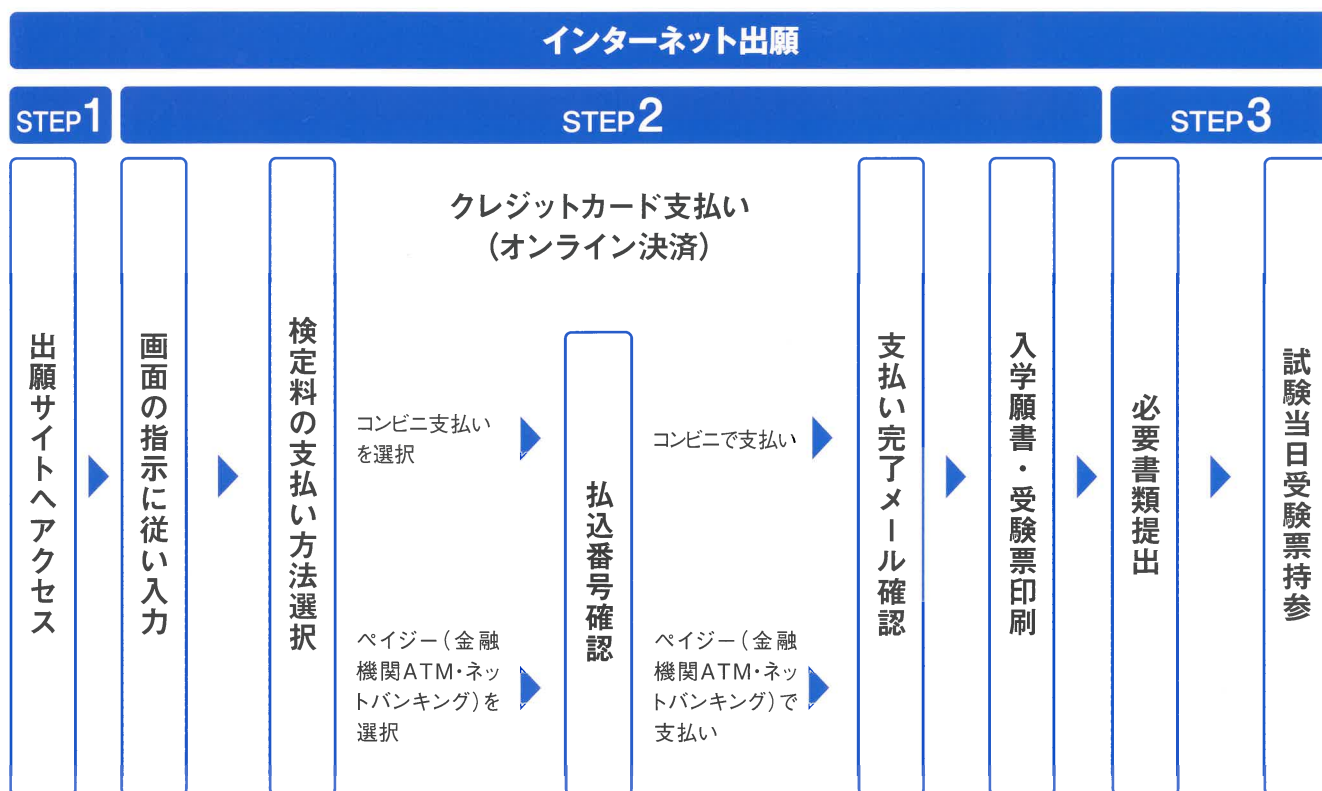 インターネット出願
STEP1
STEP2
STEP3
出願サイトへアクセス
画面の指示に従い入力
検定料の支払い方法選択
クレジットカード支払い
(オンライン決済)
コンビニ支払い
を選択
ペイジー(金融
機関ATM・ネッ
トバンキング)を
選択
払込番号確認
コンビニで支払い
ペイジー(金融
機関ATM・ネッ
トバンキング)で
支払い
支払い完了メール確認
入学願書・受験票印刷
必要書類提出
試験当日受験票持参